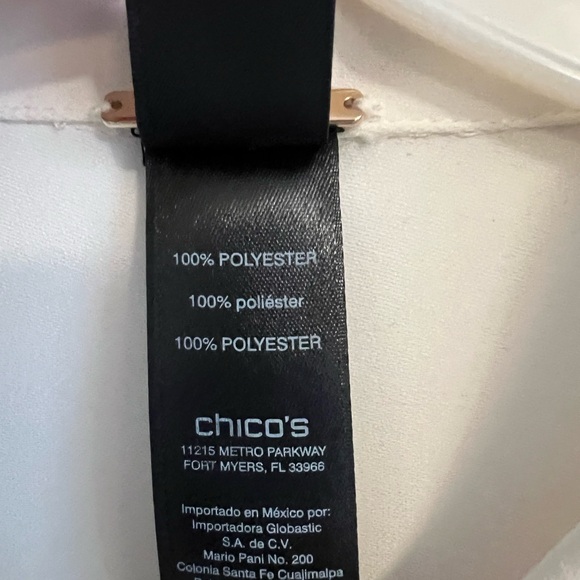 100% POLYESTER
100% poliéster
100% POLYESTER
chico's
11215 METRO PARKWAY
FORT MYERS, FL 33966
Importado en México por:
Importadora Globastic
S.A. de C.V.
Mario Pani No. 200
Colonia Santa Fe Cuajimalpa